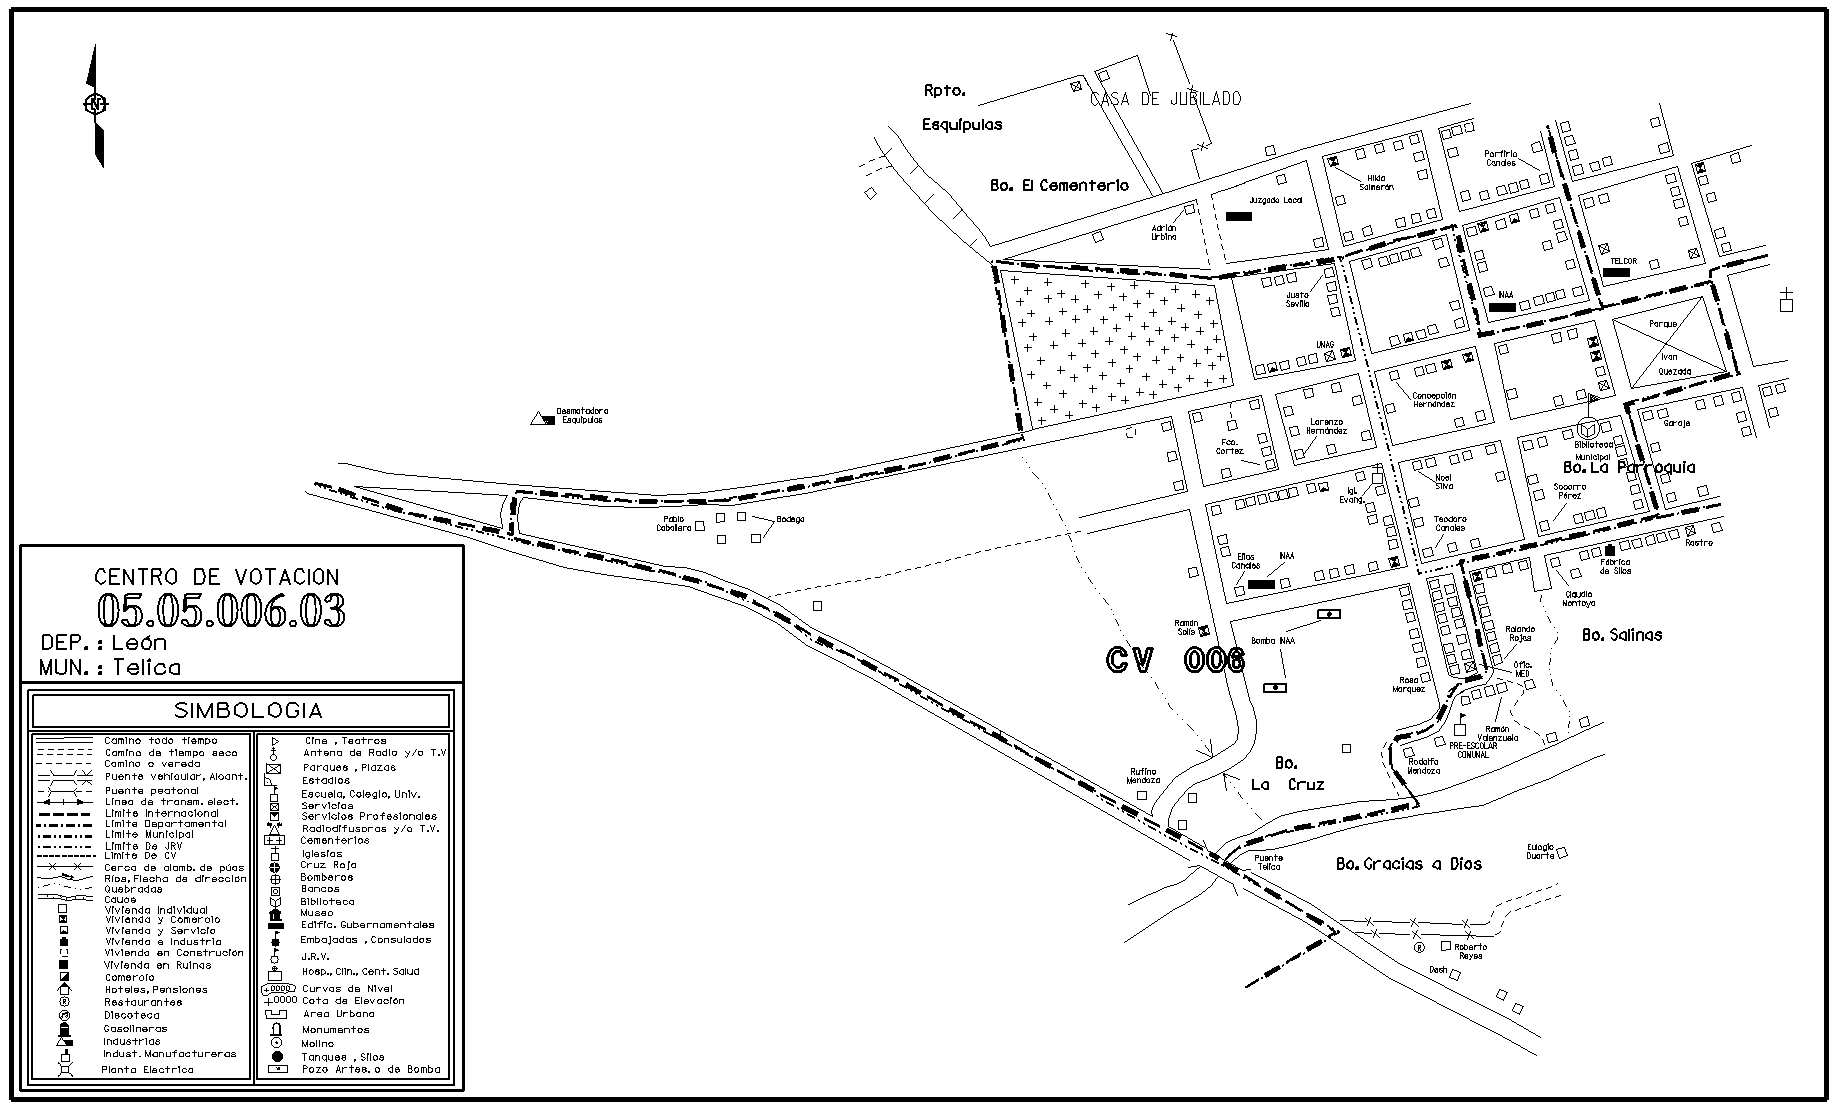 N
Rpto.
Esquipulas
CASA DE JUBILADO
Bo. El Cementerio
Adrián
Urbina
Juzgado Local
Hilda
Salmerón
Porfirio
Canales
TELCOR
INAA
Justo
Sevilla
UNAG
Parque
Ivan
Quezada
Concepción
Hernández
Garaje
Desmotadora
Esquipulas
Fco.
Cortez
Lorenzo
Hernández
Biblioteca
Municipal
Bo. La Parroquia
Igl.
Evang.
Noel
Silva
Socorro
Pérez
Pablo
Caballero
Bodega
Teodoro
Canales
Rastro
Elías
Canales
INAA
Fábrica
de Silos
Claudio
Montoya
Ramón
Solís
Bomba INAA
Rolando
Rojas
Bo. Salinas
CV 006
Ofic.
MED
Rosa
Marquez
Ramón
Valenzuela
PRE-ESCOLAR
COMUNAL
Rodolfo
Mendoza
Rufino
Mendoza
Bo.
La Cruz
Puente
Telica
Bo. Gracias a Dios
Eulogio
Duarte
R
Roberto
Reyes
Dash
CENTRO DE VOTACION
05.05.006.03
DEP.: León
MUN.: Telica
SIMBOLOGIA
Camino todo tiempo
Camino de tiempo seco
Camino o vereda
Puente vehicular, Alcant.
Puente peatonal
Línea de transm. elect.
Límite Internacional
Límite Departamental
Límite Municipal
Límite De JRV
Límite De CV
Cerca de alamb. de púas
Ríos, Flecha de dirección
Quebradas
Cauce
Vivienda Individual
Vivienda y Comercio
Vivienda y Servicio
Vivienda e Industria
Vivienda en Construcción
Vivienda en Ruinas
Comercio
Hoteles, Pensiones
Restaurantes
Discoteca
Gasolineras
Industrias
Indust. Manufactureras
Planta Electrica
Cine , Teatros
Antena de Radio y/o T.V
Parques , Plazas
Estadios
Escuela, Colegio, Univ.
Servicios
Servicios Profesionales
Radiodifusoras y/o T.V.
Cementerios
Iglesias
Cruz Roja
Bomberos
Bancos
Biblioteca
Museo
Edific. Gubernamentales
Embajadas , Consulados
J.R.V.
Hosp., Clin., Cent. Salud
Curvas de Nivel
Cota de Elevación
Area Urbana
Monumentos
Molino
Tanques , Silos
Pozo Artes. o de Bomba